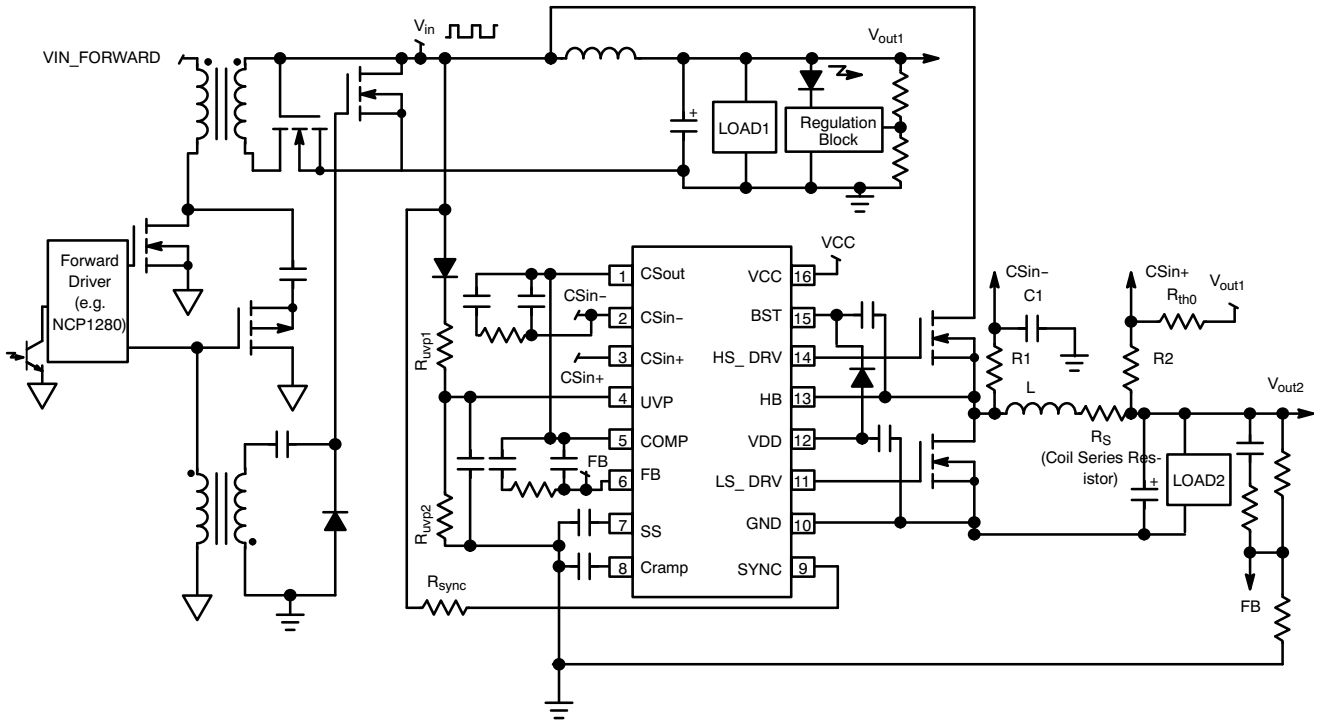 VIN_FORWARD
Vin
Vout1
LOAD1
Regulation
Block
+
Forward
Driver
(e.g.
NCP1280)
VCC
1 CSout
VCC 16
CSin−
2 CSin−
BST 15
3 CSin+
HS_ DRV 14
CSin+
4 UVP
HB 13
5 COMP
VDD 12
FB
6 FB
LS_ DRV 11
7 SS
GND 10
8 Cramp
SYNC 9
Ruvp1
Ruvp2
Rsync
CSin−
C1
R1
CSin+
Rth0
Vout1
R2
L
RS
(Coil Series Res-
istor)
Vout2
+
LOAD2
FB